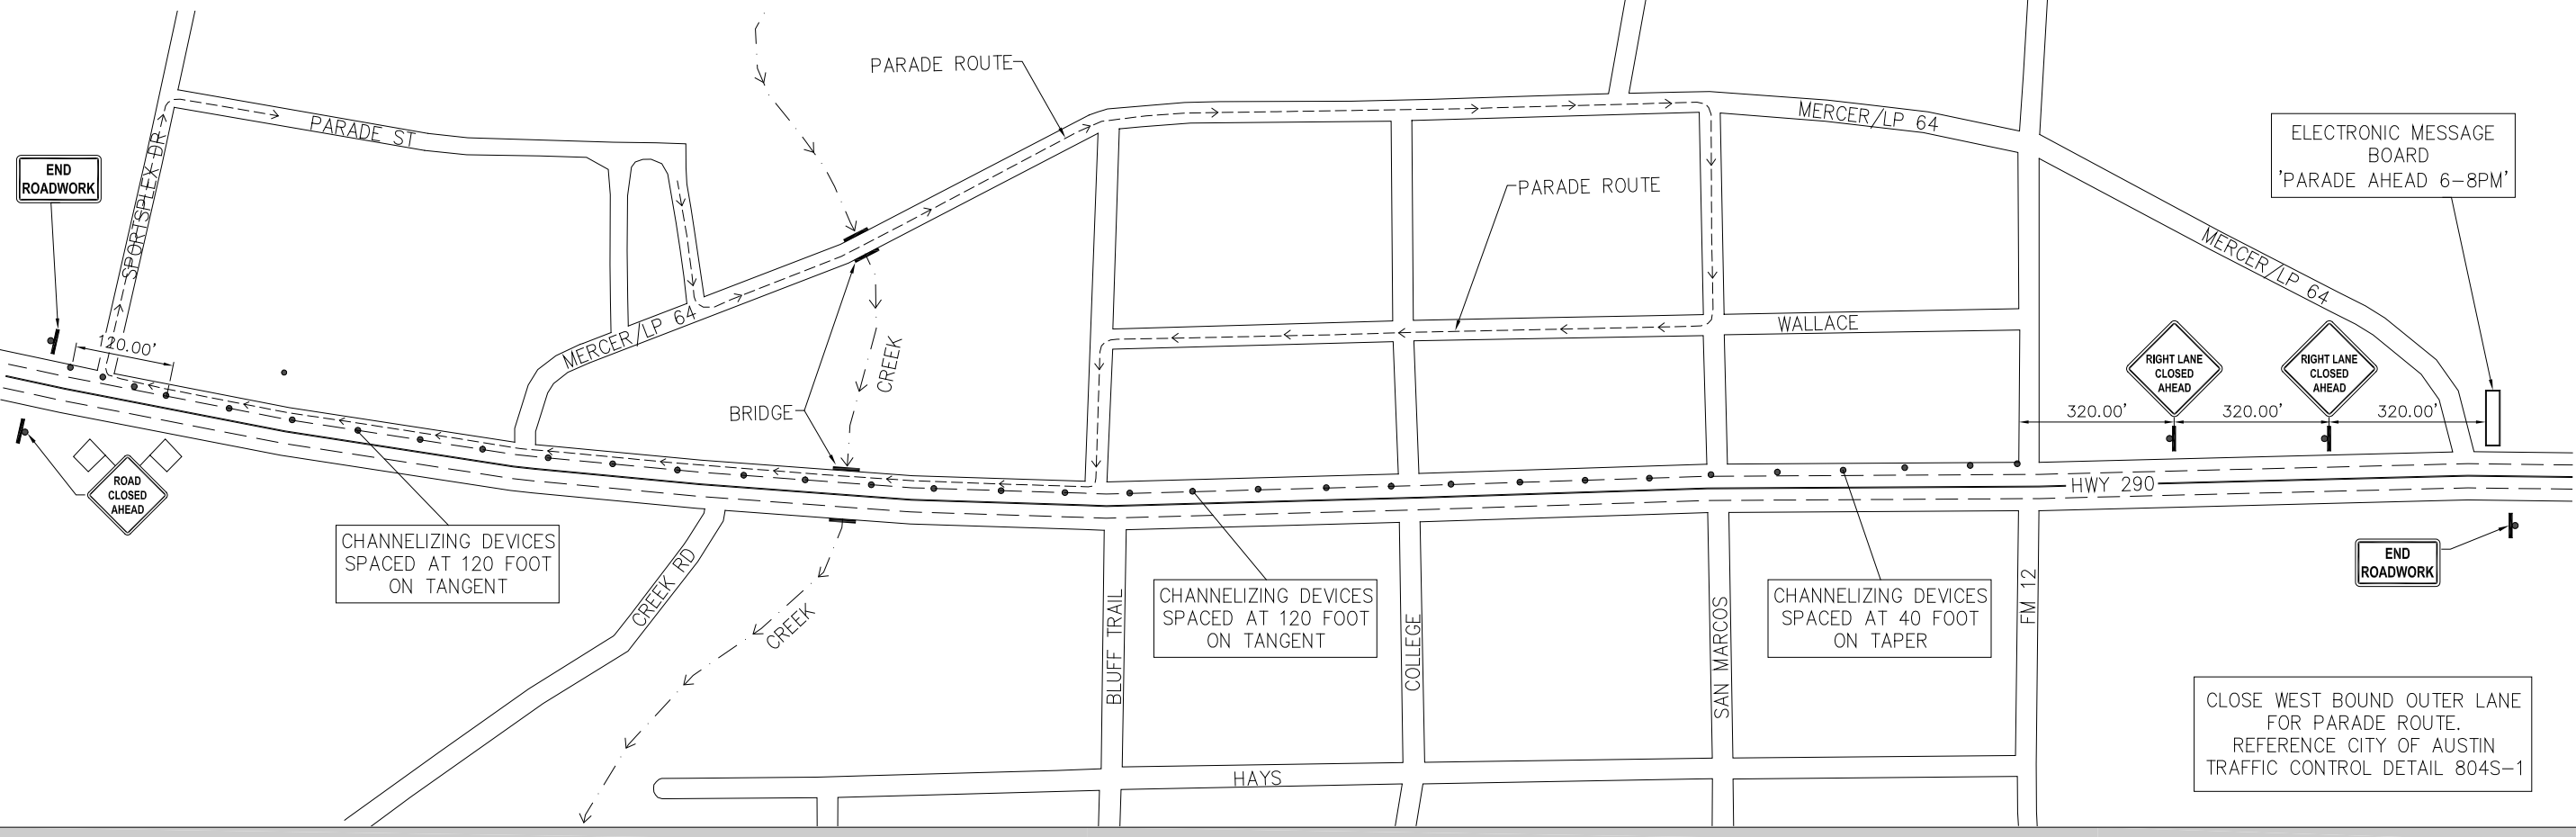 PARADE ROUTE
PARADE ST
SPORTSPLEX DR
END
ROADWORK
120.00'
MERCER/LP 64
ELECTRONIC MESSAGE
BOARD
'PARADE AHEAD 6-8PM'
PARADE ROUTE
MERCER/LP 64
WALLACE
MERCER/LP 64
CREEK
BRIDGE
RIGHT LANE
CLOSED
AHEAD
RIGHT LANE
CLOSED
AHEAD
320.00'
320.00'
320.00'
ROAD
CLOSED
AHEAD
HWY 290
CHANNELIZING DEVICES
SPACED AT 120 FOOT
ON TANGENT
CREEK RD
CREEK
BLUFF TRAIL
CHANNELIZING DEVICES
SPACED AT 120 FOOT
ON TANGENT
COLLEGE
SAN MARCOS
CHANNELIZING DEVICES
SPACED AT 40 FOOT
ON TAPER
FM 12
END
ROADWORK
HAYS
CLOSE WEST BOUND OUTER LANE
FOR PARADE ROUTE.
REFERENCE CITY OF AUSTIN
TRAFFIC CONTROL DETAIL 804S-1